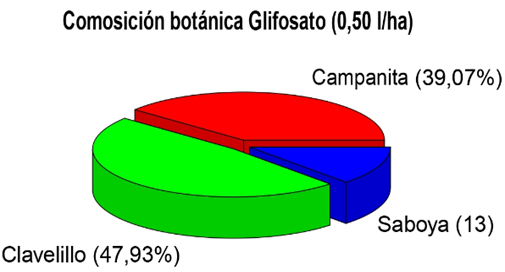 Comosición botánica Glifosato (0,50 l/ha)
Campanita (39,07%)
Saboya (13)
Clavelillo (47,93%)